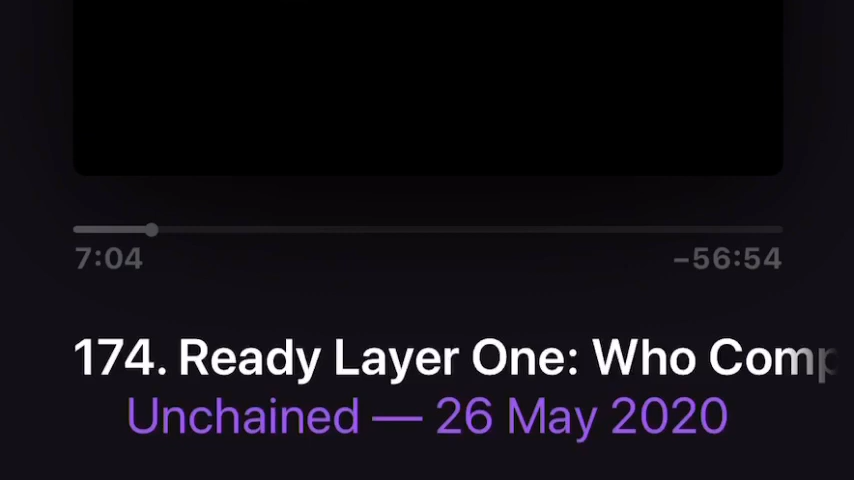 7:04
−56:54
174. Ready Layer One: Who Comp
Unchained — 26 May 2020